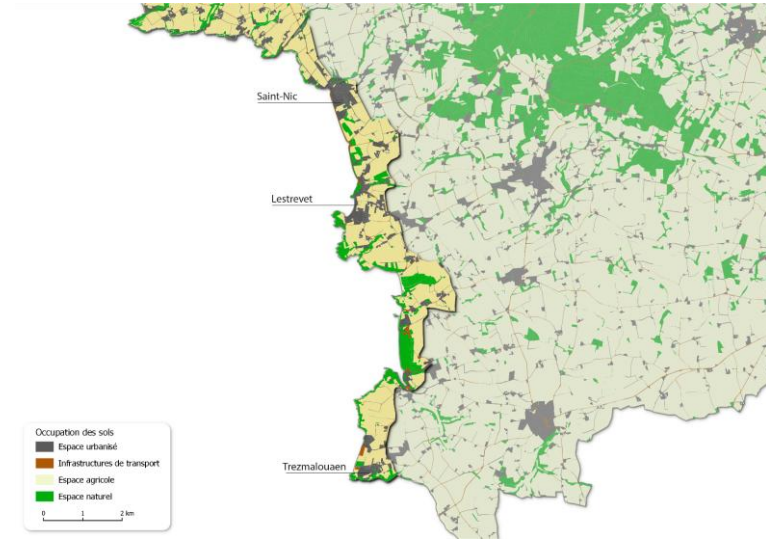 Saint-Nic
Lestrevet
Trezmalouaen
Occupation des sols
Espace urbanisé
Infrastructures de transport
Espace agricole
Espace naturel
0 1 2 km